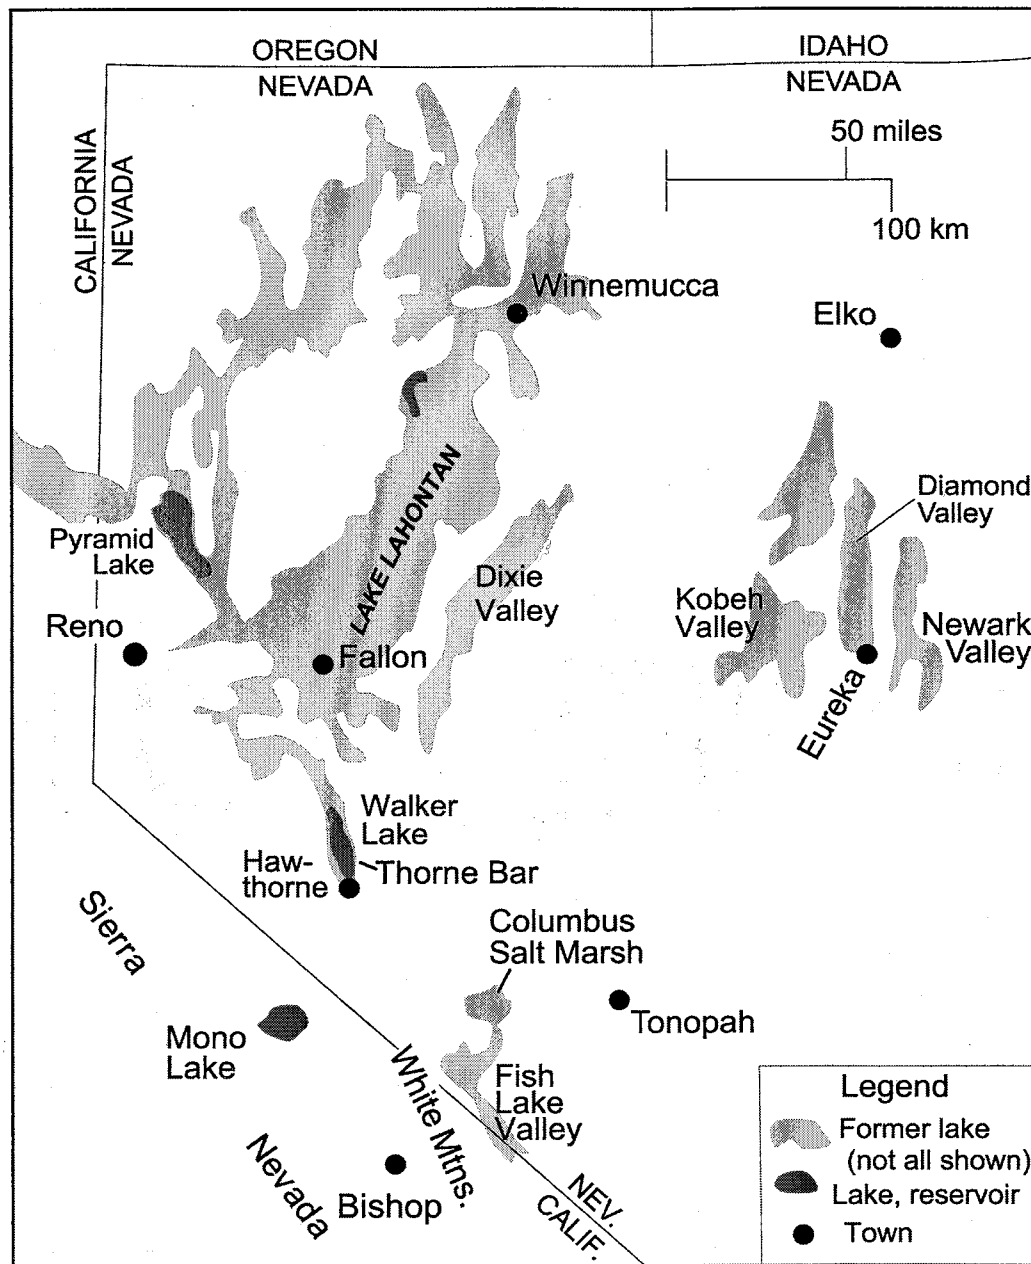 OREGON
NEVADA
IDAHO
NEVADA
CALIFORNIA
NEVADA
50 miles
100 km
Winnemucca
Elko
LAKE LAHONTAN
Diamond
Valley
Pyramid
Lake
Dixie
Valley
Kobeh
Valley
Newark
Valley
Reno
Fallon
Eureka
Walker
Lake
Haw-
thorne
Thorne Bar
Sierra
Nevada
Columbus
Salt Marsh
Tonopah
Mono
Lake
White Mtns.
Fish
Lake
Valley
Bishop
NEV.
CALIF.
Legend
Former lake
(not all shown)
Lake, reservoir
Town